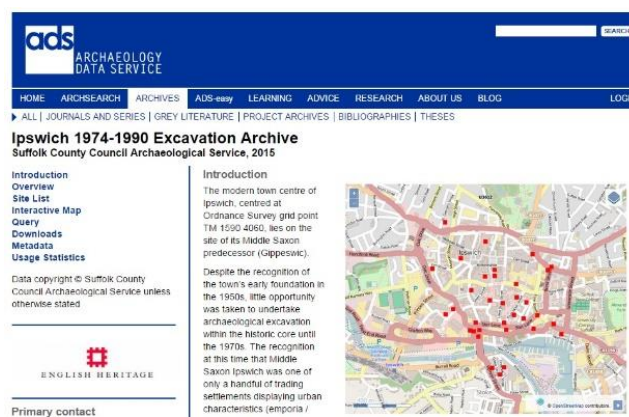 ads
ARCHAEOLOGY
DATA SERVICE
SEARCH
HOME ARCHSEARCH ARCHIVES ADS-easy LEARNING ADVICE RESEARCH ABOUT US BLOG LOGI
ALL | JOURNALS AND SERIES | GREY LITERATURE | PROJECT ARCHIVES | BIBLIOGRAPHIES | THESES
Ipswich 1974-1990 Excavation Archive
Suffolk County Council Archaeological Service, 2015
Introduction
Overview
Site List
Interactive Map
Query
Downloads
Metadata
Usage Statistics
Data copyright © Suffolk County
Council Archaeological Service unless
otherwise stated
ENGLISH HERITAGE
Primary contact
Introduction
The modern town centre of
Ipswich, centred at
Ordnance Survey grid point
TM 1590 4060, lies on the
site of its Middle Saxon
predecessor (Gippeswic).
Despite the recognition of
the town's early foundation in
the 1950s, little opportunity
was taken to undertake
archaeological excavation
within the historic core until
the 1970s. The recognition
at this time that Middle
Saxon Ipswich was one of
only a handful of trading
settlements displaying urban
characteristics (emporia /
Ipswich
© OpenStreetMap contributors